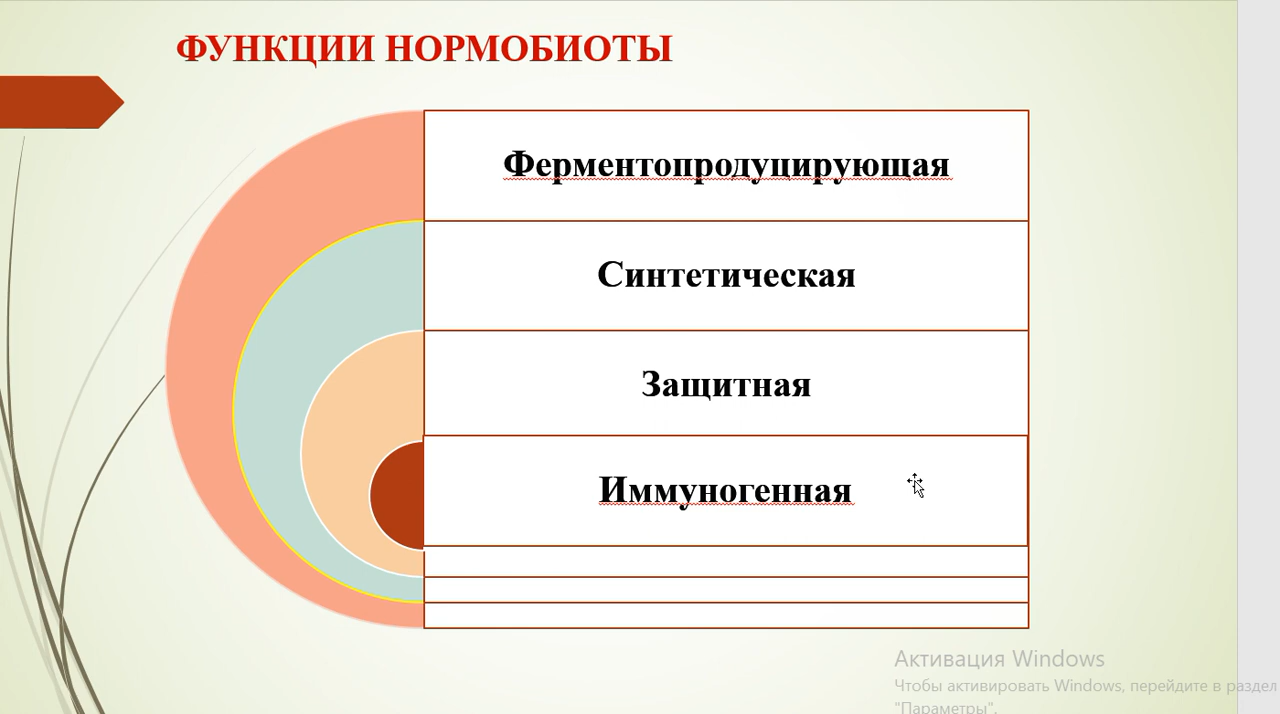 ФУНКЦИИ НОРМОБИОТЫ
Ферментопродуцирующая
Синтетическая
Защитная
Иммуногенная
Активация Windows
Чтобы активировать Windows, перейдите в раздел
"Параметры".